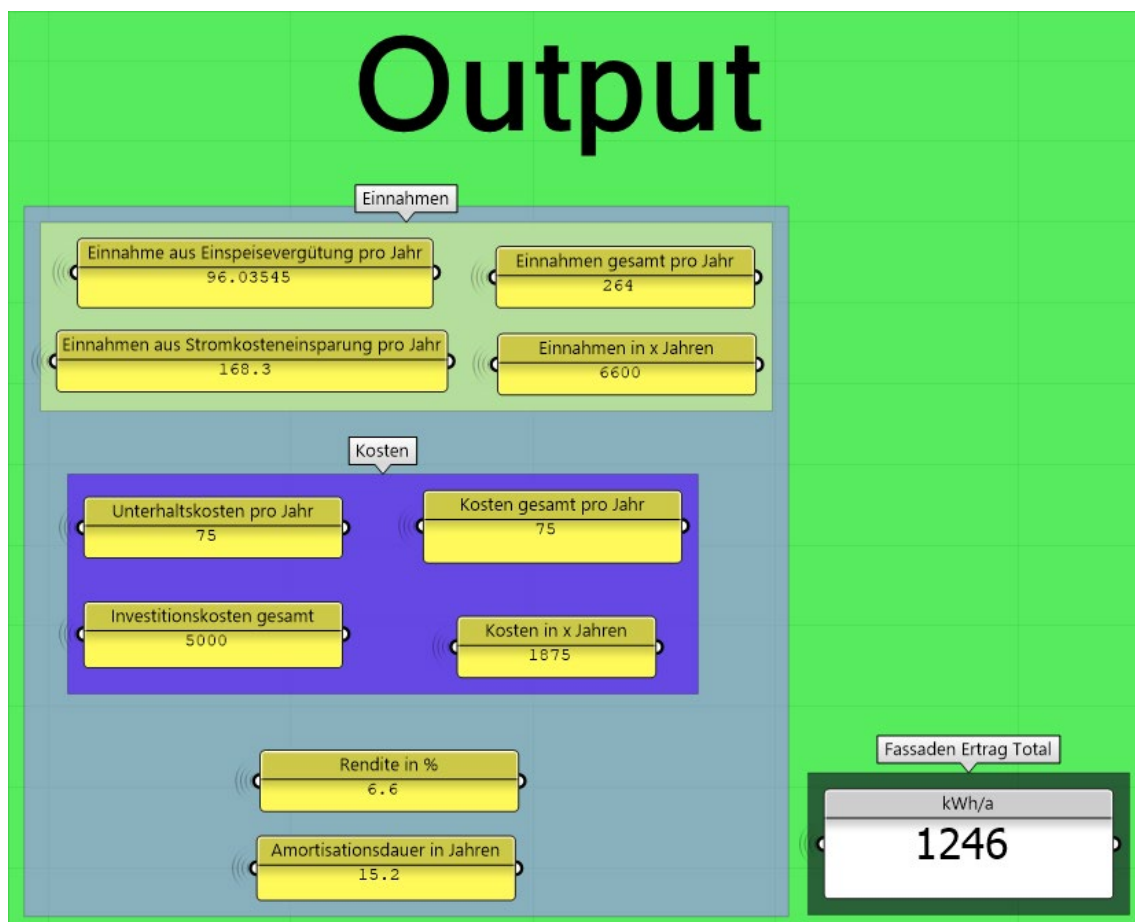 Output
Einnahmen
Einnahme aus Einspeisevergütung pro Jahr
96.03545
Einnahmen gesamt pro Jahr
264
Einnahmen aus Stromkosteneinsparung pro Jahr
168.3
Einnahmen in x Jahren
6600
Kosten
Unterhaltskosten pro Jahr
75
Kosten gesamt pro Jahr
75
Investitionskosten gesamt
5000
Kosten in x Jahren
1875
Rendite in %
6.6
Amortisationsdauer in Jahren
15.2
Fassaden Ertrag Total
kWh/a
1246